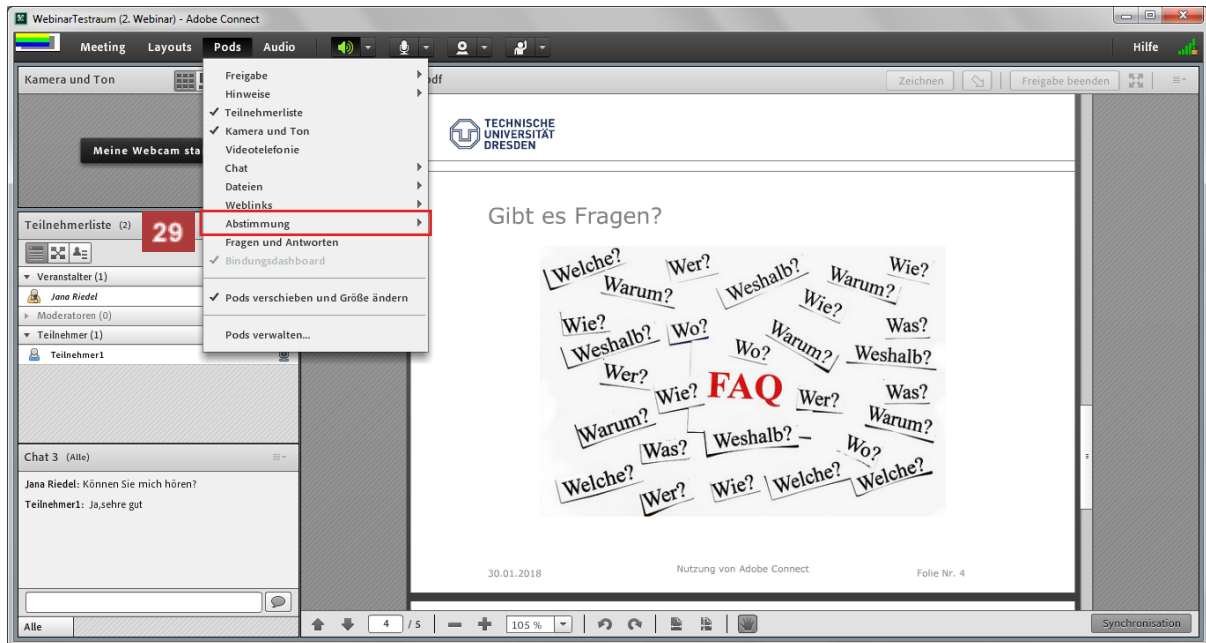 WebinarTestraum (2. Webinar) - Adobe Connect
Meeting Layouts Pods Audio Hilfe
Kamera und Ton
Meine Webcam sta
Freigabe
Hinweise
Teilnehmerliste
Kamera und Ton
Videotelefonie
Chat
Dateien
Weblinks
Abstimmung
Fragen und Antworten
Bindungsdashboard
Pods verschieben und Größe ändern
Pods verwalten...
29
Teilnehmerliste (2)
Veranstalter (1)
Jana Riedel
Moderatoren (0)
Teilnehmer (1)
Teilnehmer1
Chat 3 (Alle)
Jana Riedel: Können Sie mich hören?
Teilnehmer1: Ja,sehre gut
Alle
pdf
Zeichnen Freigabe beenden
TECHNISCHE
UNIVERSITÄT
DRESDEN
Gibt es Fragen?
Welche? Wer? Weshalb? Warum? Wie?
Warum? Wie?
Wie? Wo? Warum? Was?
Weshalb? Wo? Weshalb?
Wer? Wie? FAQ Wer? Was?
Warum? Warum?
Was? Weshalb? Wo?
Welche? Wer? Wie? Welche? Welche?
30.01.2018 Nutzung von Adobe Connect Folie Nr. 4
4 / 5 105 % Synchronisation